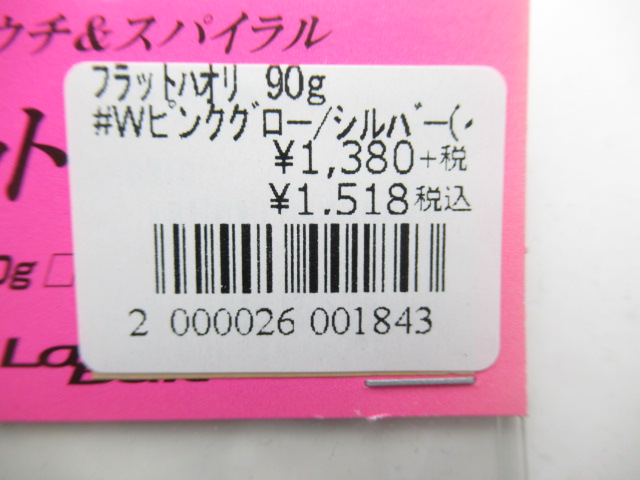 ウチ&スパイラル
フラットハオリ 90g
#Wピンクグロー/シルバー(
ット
¥1,380+税
¥1.518税込
0g
2 000026 001843